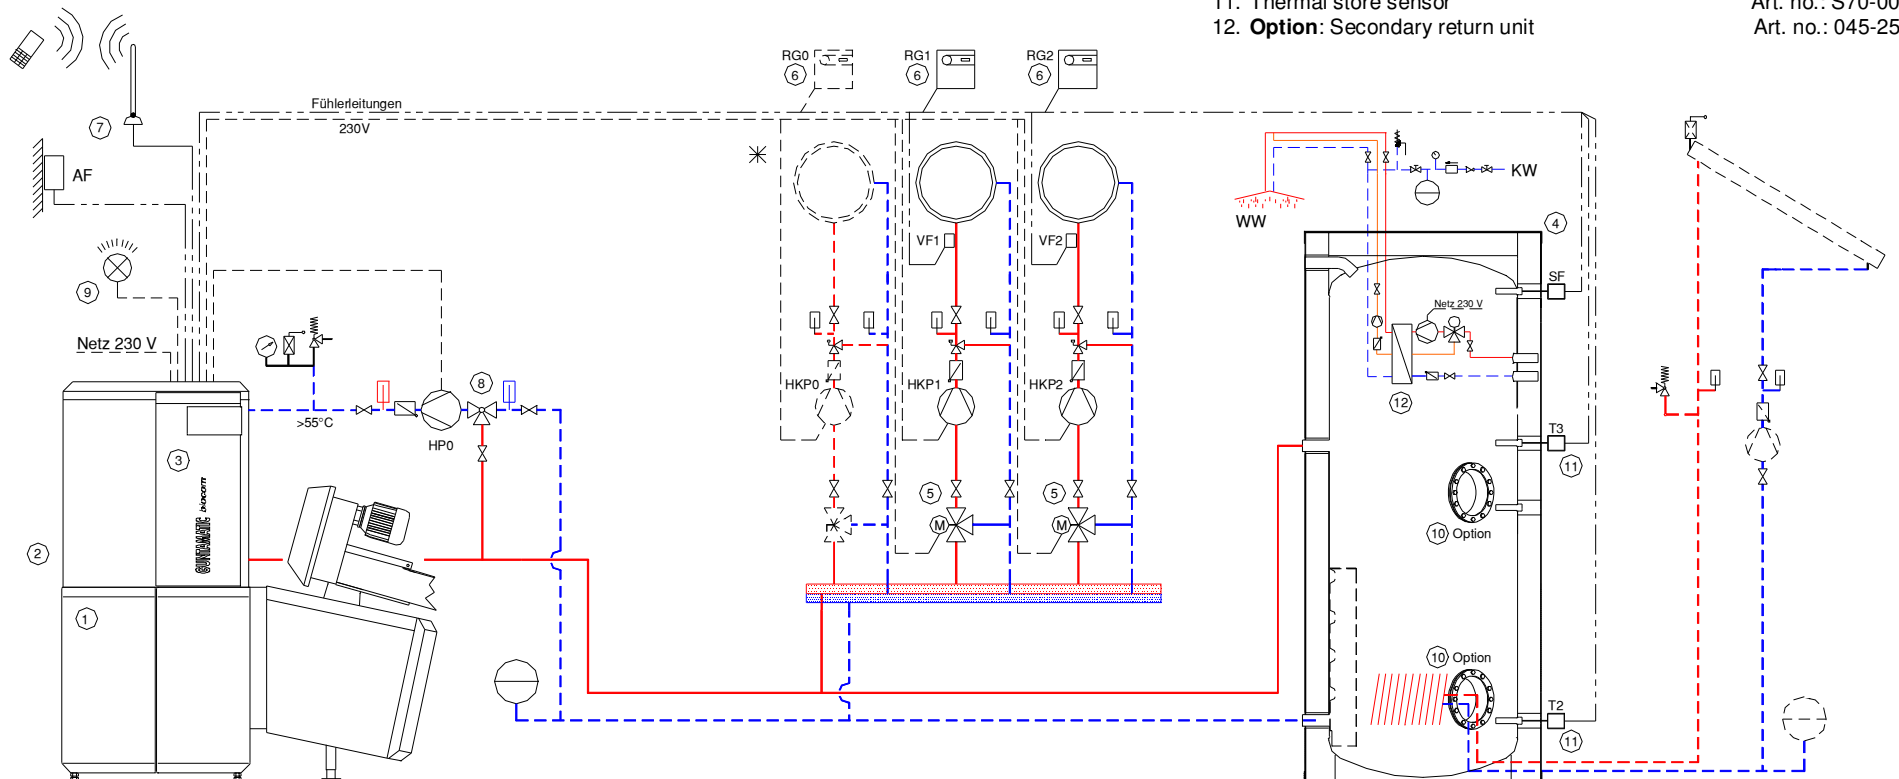 11. Thermal store sensor Art. no.: S70-00
12. Option: Secondary return unit Art. no.: 045-25
RG0
6
RG1
6
RG2
6
Fühlerleitungen
230V
7
AF
9
Netz 230 V
>55°C
8
HP0
3
GUNTAMATIC biocom
2
1
VF1
VF2
HKP0
HKP1
HKP2
5
5
M
M
KW
WW
4
SF
Netz 230 V
12
T3
11
10 Option
10 Option
T2
11